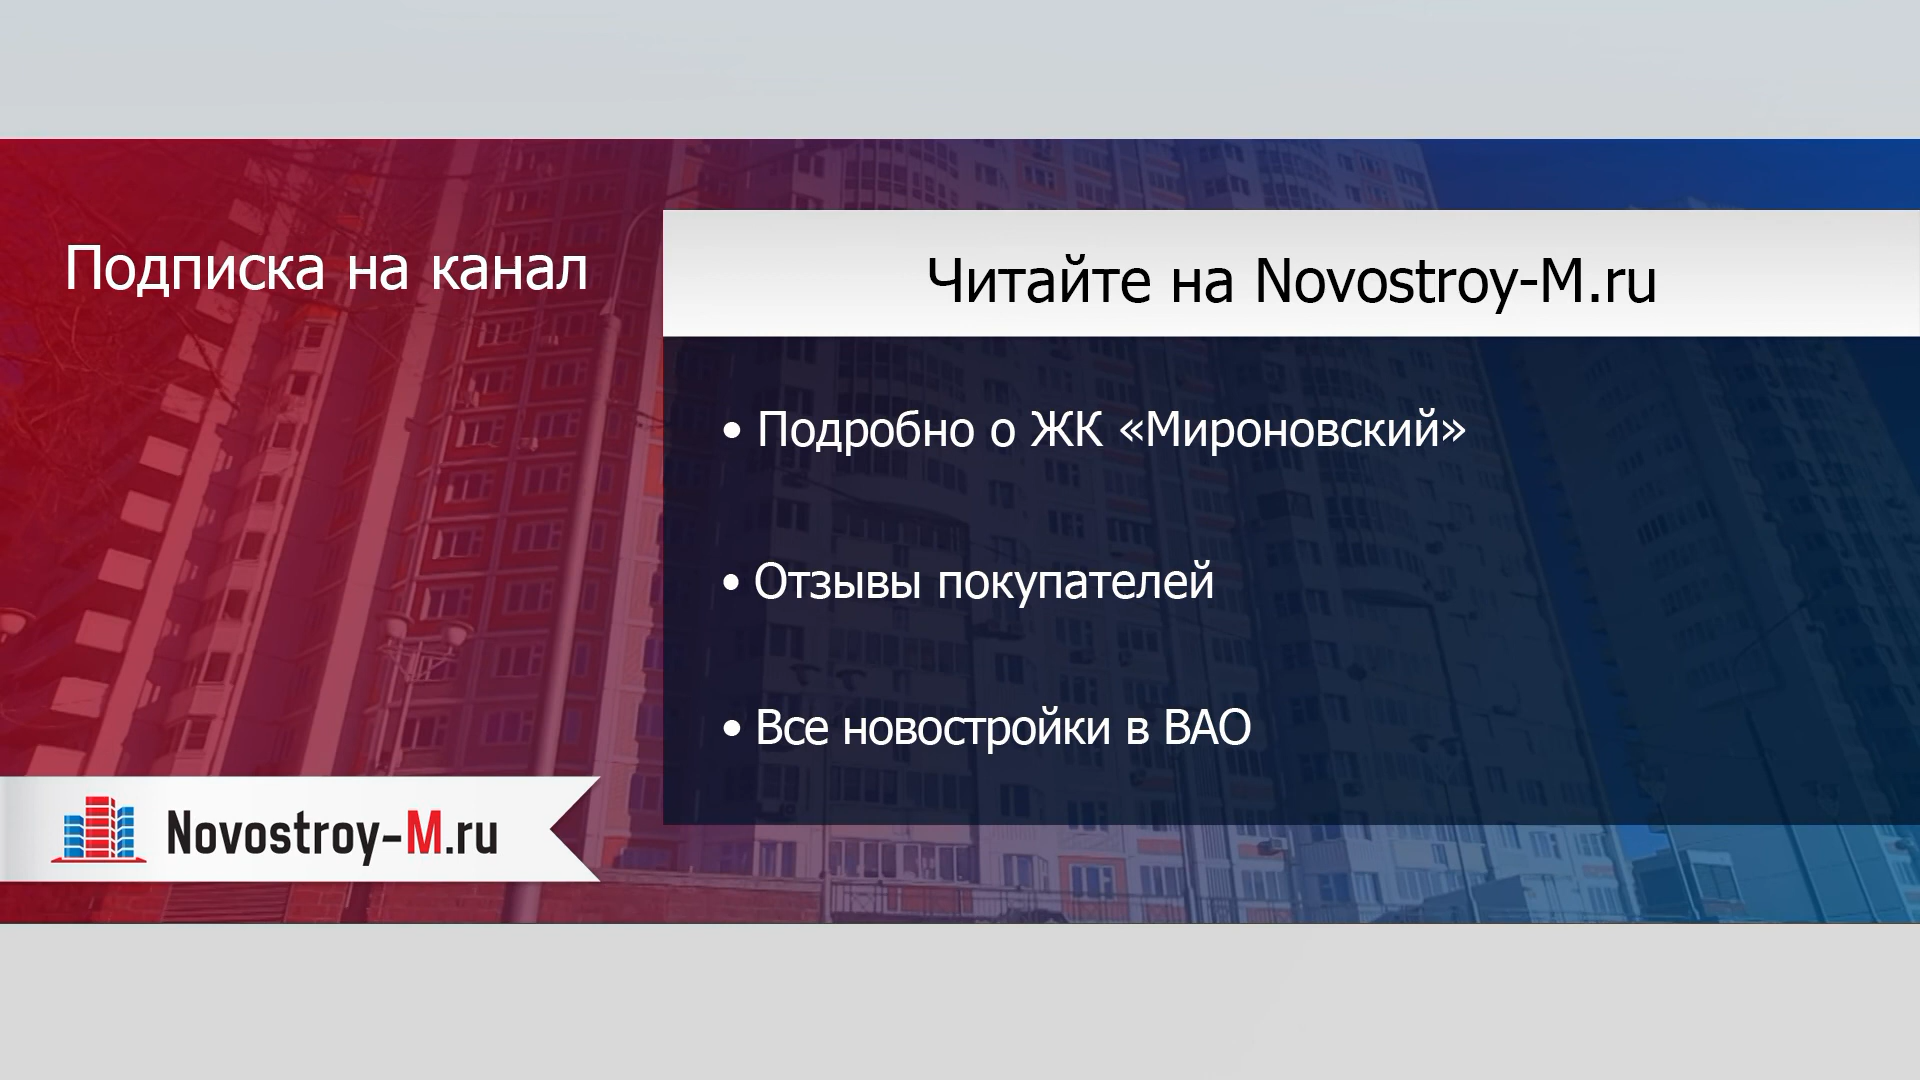 Подписка на канал
Читайте на Novostroy-M.ru
• Подробно о ЖК «Мироновский»
• Отзывы покупателей
• Все новостройки в ВАО
Novostroy-M.ru